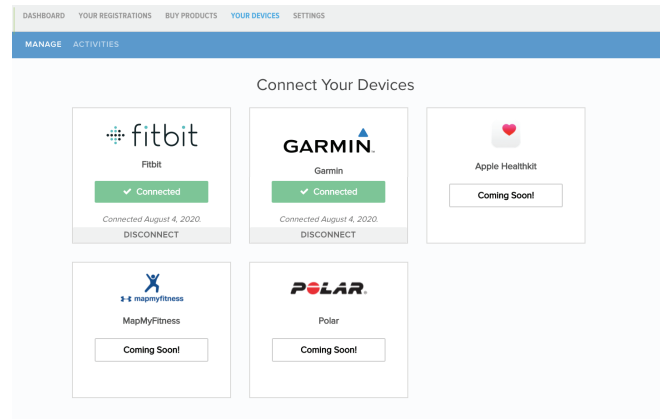 DASHBOARD YOUR REGISTRATIONS BUY PRODUCTS YOUR DEVICES SETTINGS
MANAGE ACTIVITIES
Connect Your Devices
fitbit
Fitbit
Connected
Connected August 4, 2020.
DISCONNECT
GARMIN.
Garmin
Connected
Connected August 4, 2020.
DISCONNECT
Apple Healthkit
Coming Soon!
mapmyfitness
MapMyFitness
Coming Soon!
POLAR.
Polar
Coming Soon!